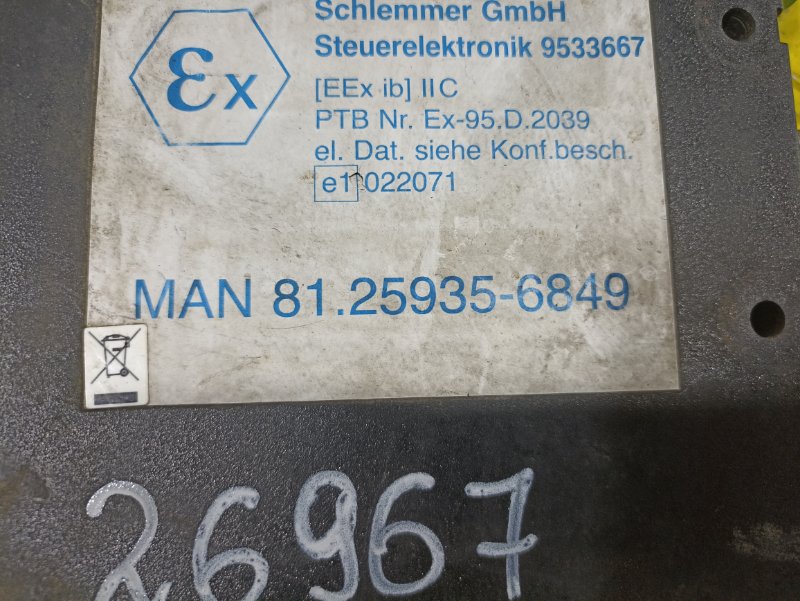 Schlemmer GmbH
Steuerelektronik 9533667
εx
[EEx ib] IIC
PTB Nr. Ex-95.D.2039
el. Dat. siehe Konf.besch.
e1 022071
MAN 81.25935-6849
26967